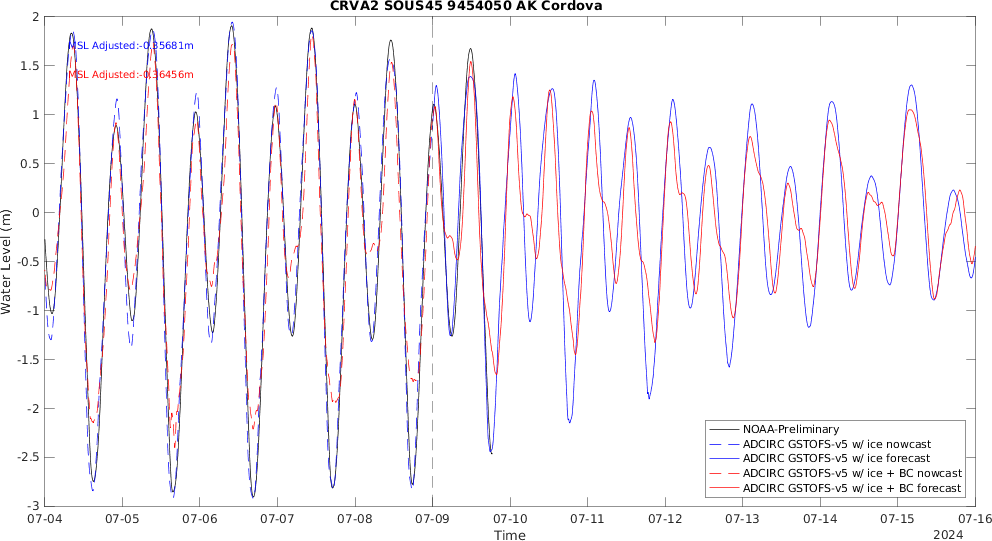 CRVA2 SOUS45 9454050 AK Cordova
MSL Adjusted:-0.35681m
MSL Adjusted:-0.36456m
Water Level (m)
2
1.5
1
0.5
0
-0.5
-1
-1.5
-2
-2.5
-3
NOAA-Preliminary
ADCIRC GSTOFS-v5 w/ ice nowcast
ADCIRC GSTOFS-v5 w/ ice forecast
ADCIRC GSTOFS-v5 w/ ice + BC nowcast
ADCIRC GSTOFS-v5 w/ ice + BC forecast
07-04 07-05 07-06 07-07 07-08 07-09 07-10 07-11 07-12 07-13 07-14 07-15 07-16
Time
2024